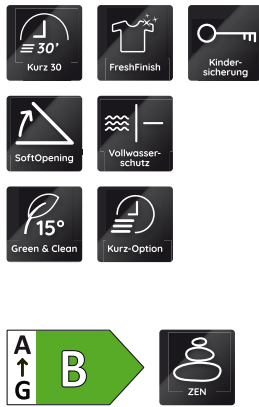 30'
Kurz 30
FreshFinish
Kinder-
sicherung
SoftOpening
Vollwasser-
schutz
15°
Green & Clean
Kurz-Option
A
G
B
ZEN